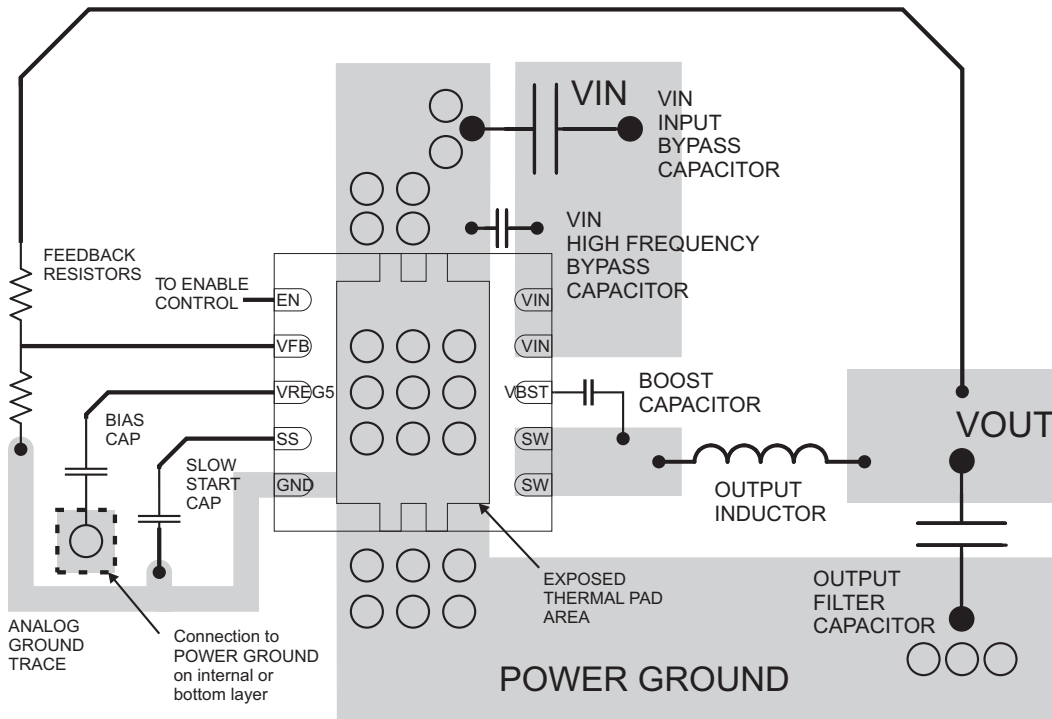 VIN
VIN
INPUT
BYPASS
CAPACITOR
VIN
HIGH FREQUENCY
BYPASS
CAPACITOR
FEEDBACK
RESISTORS
TO ENABLE
CONTROL
EN
VFB
VREG5
SS
GND
VIN
VIN
VBST
SW
SW
BOOST
CAPACITOR
BIAS
CAP
SLOW
START
CAP
VOUT
OUTPUT
INDUCTOR
EXPOSED
THERMAL PAD
AREA
OUTPUT
FILTER
CAPACITOR
ANALOG
GROUND
TRACE
Connection to
POWER GROUND
on internal or
bottom layer
POWER GROUND